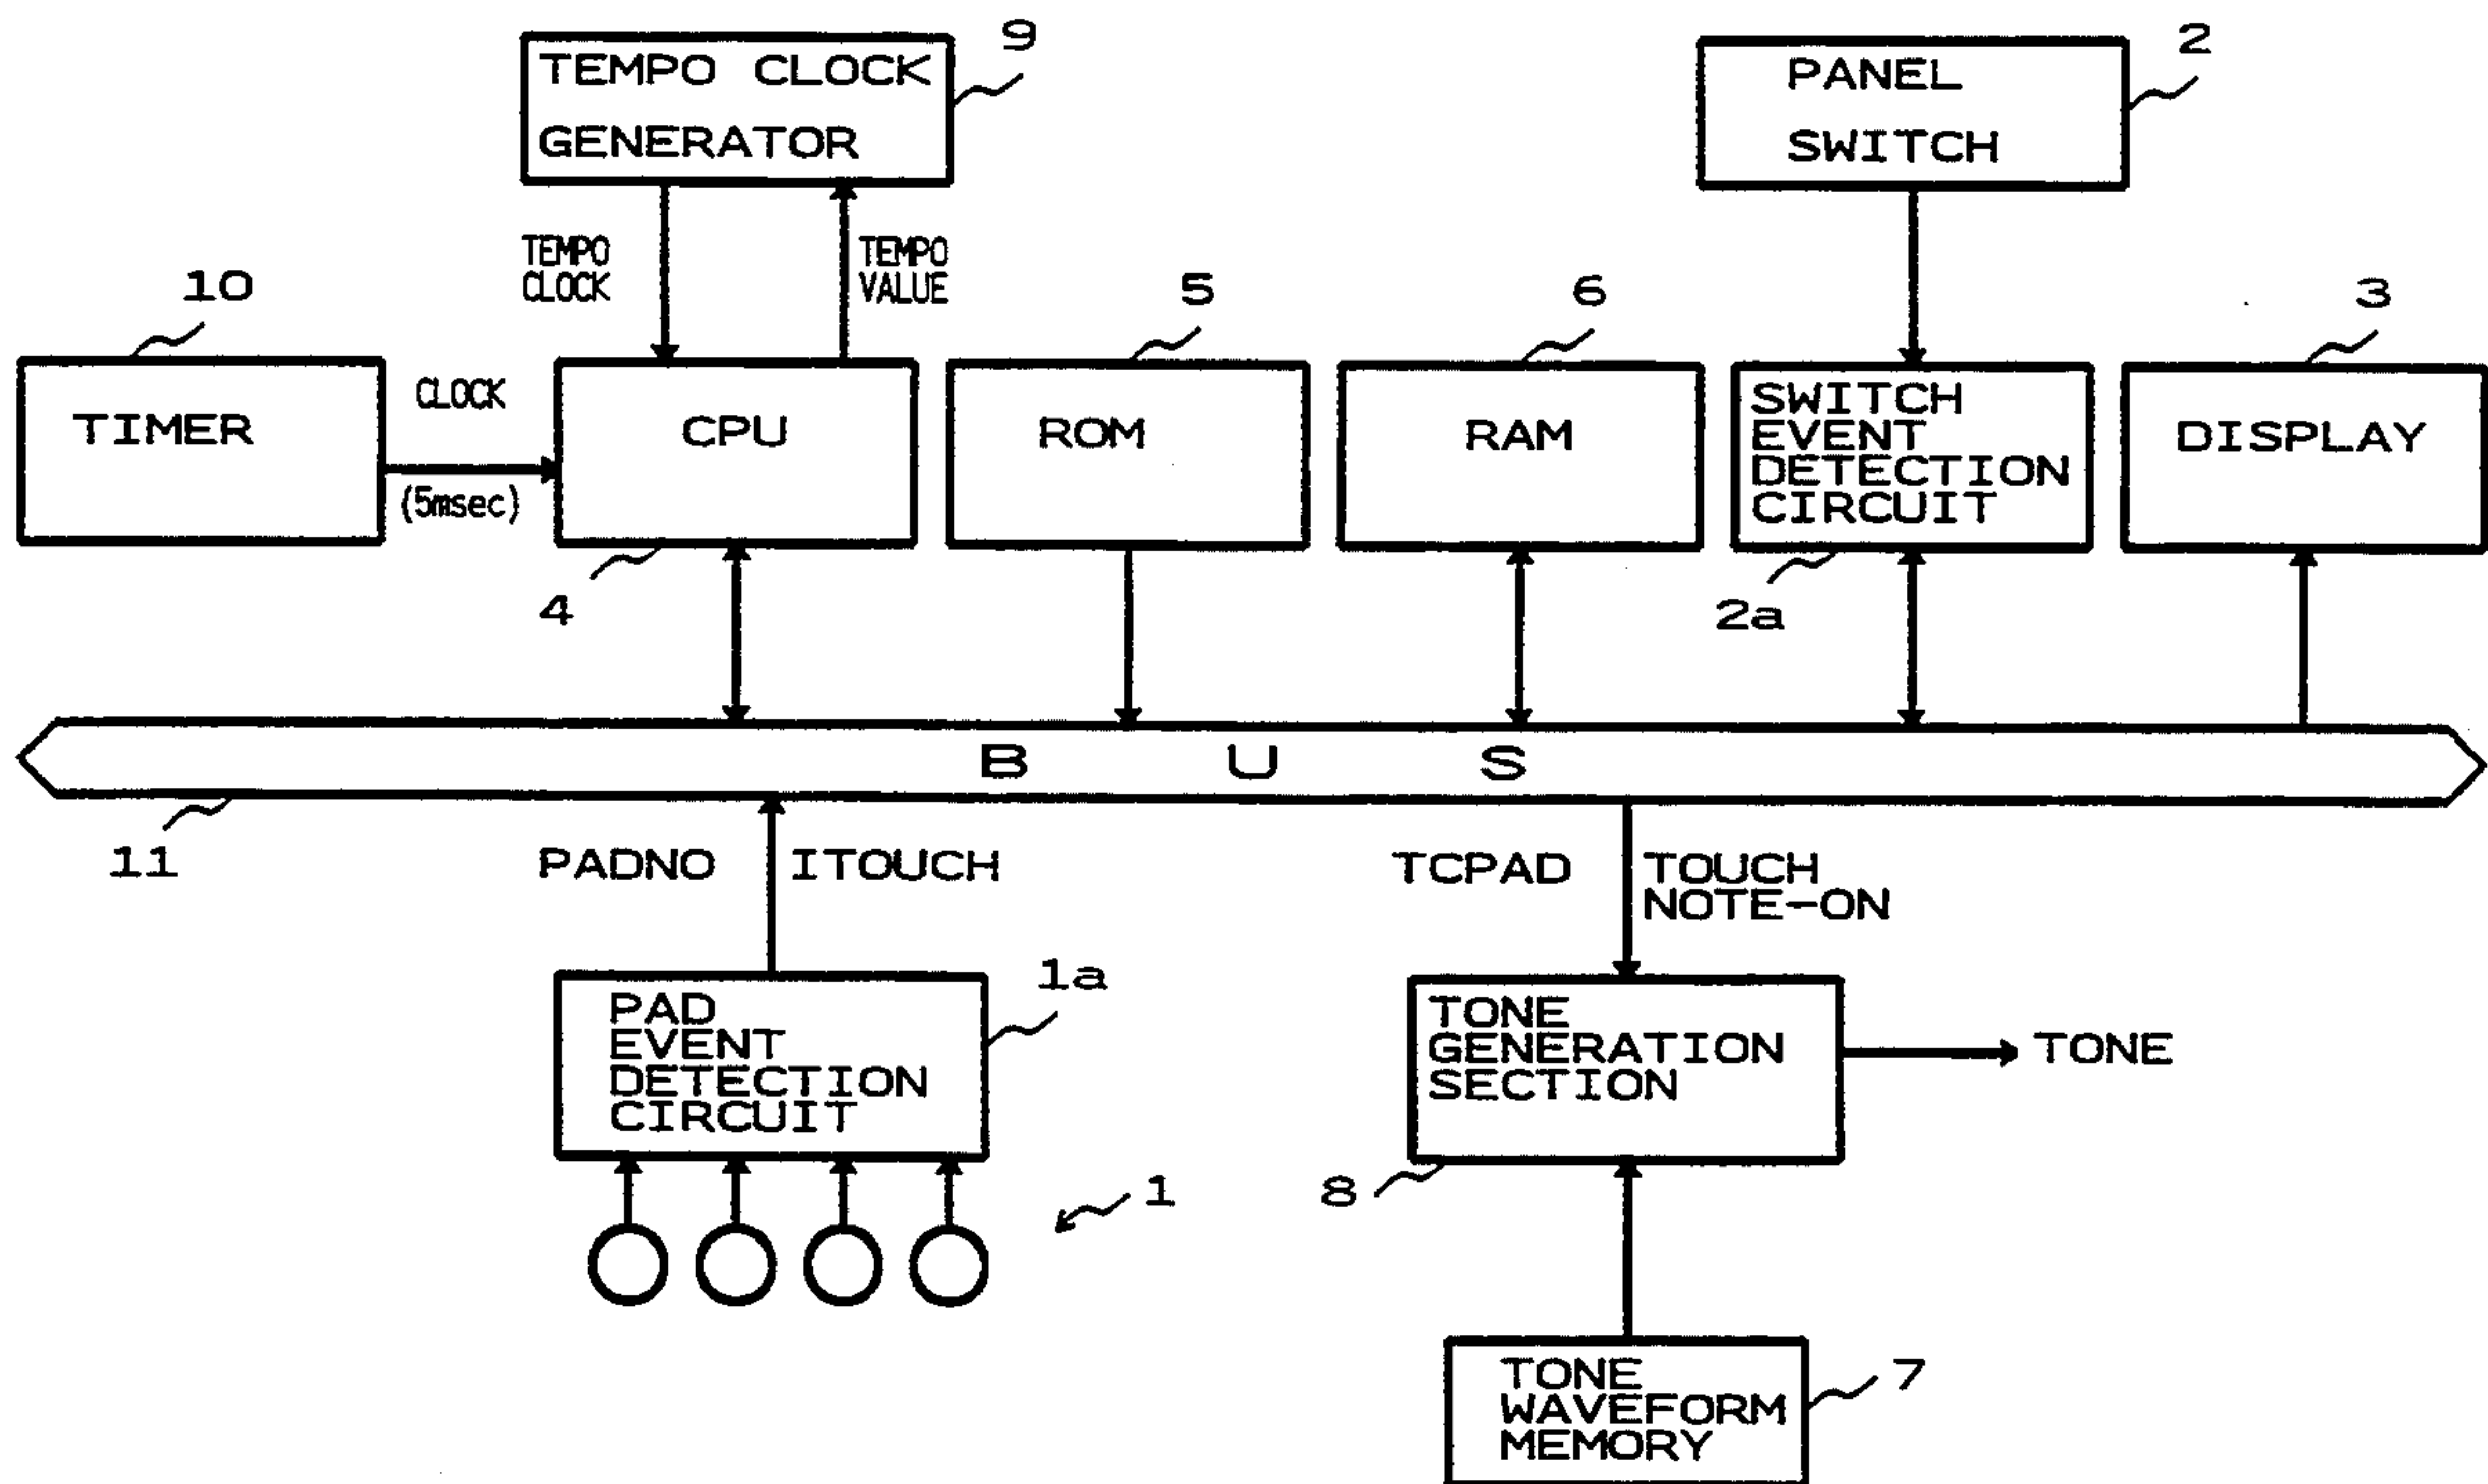 9
TEMPO CLOCK
GENERATOR
2
PANEL
SWITCH
TEMPO
CLOCK
TEMPO
VALUE
10
TIMER
CLOCK
(5msec)
CPU
4
5
ROM
6
RAM
SWITCH
EVENT
DETECTION
CIRCUIT
2a
3
DISPLAY
BUS
11
PADNO
ITOUCH
TCPAD
TOUCH
NOTE-ON
1a
PAD
EVENT
DETECTION
CIRCUIT
1
TONE
GENERATION
SECTION
8
TONE
TONE
WAVEFORM
MEMORY
7